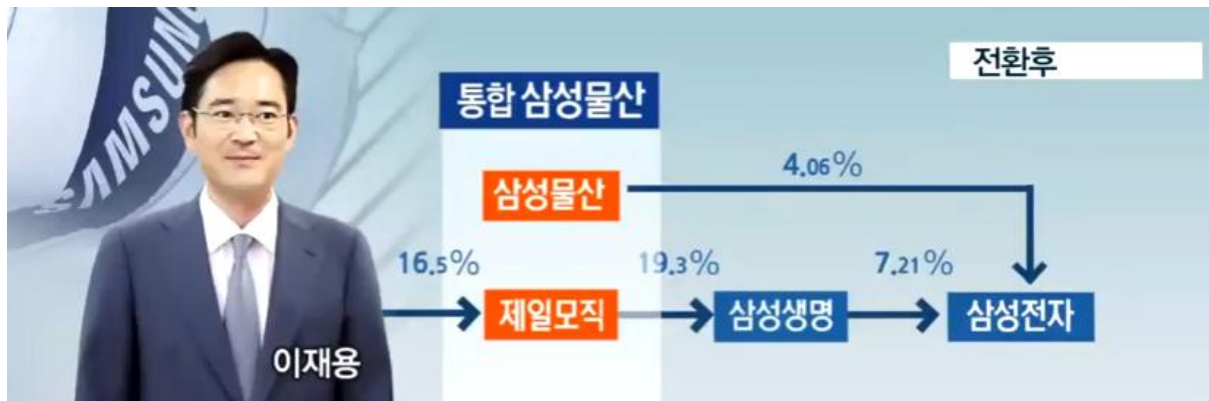 SAMSUNG
전환후
통합 삼성물산
삼성물산
4.06%
16.5%
19.3%
7.21%
제일모직
삼성생명
삼성전자
이재용